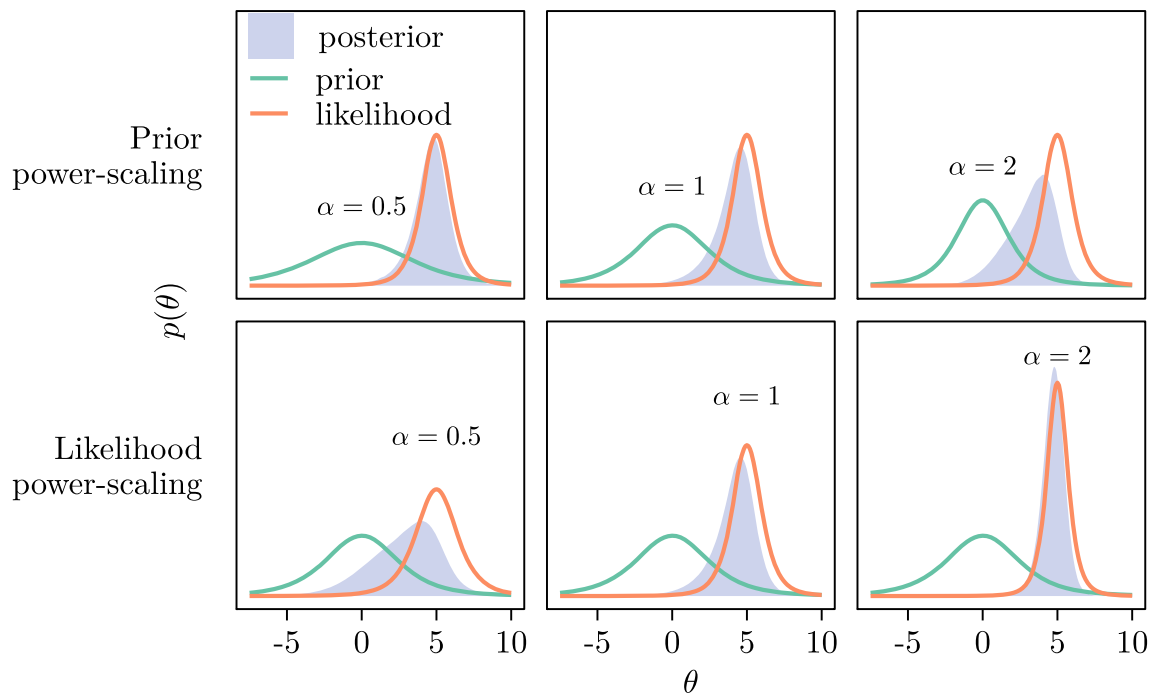 posterior
prior
likelihood
Prior
power-scaling
α = 0.5
α = 1
α = 2
p(θ)
Likelihood
power-scaling
α = 0.5
α = 1
α = 2
-5 0 5 10
-5 0 5 10
-5 0 5 10
θ